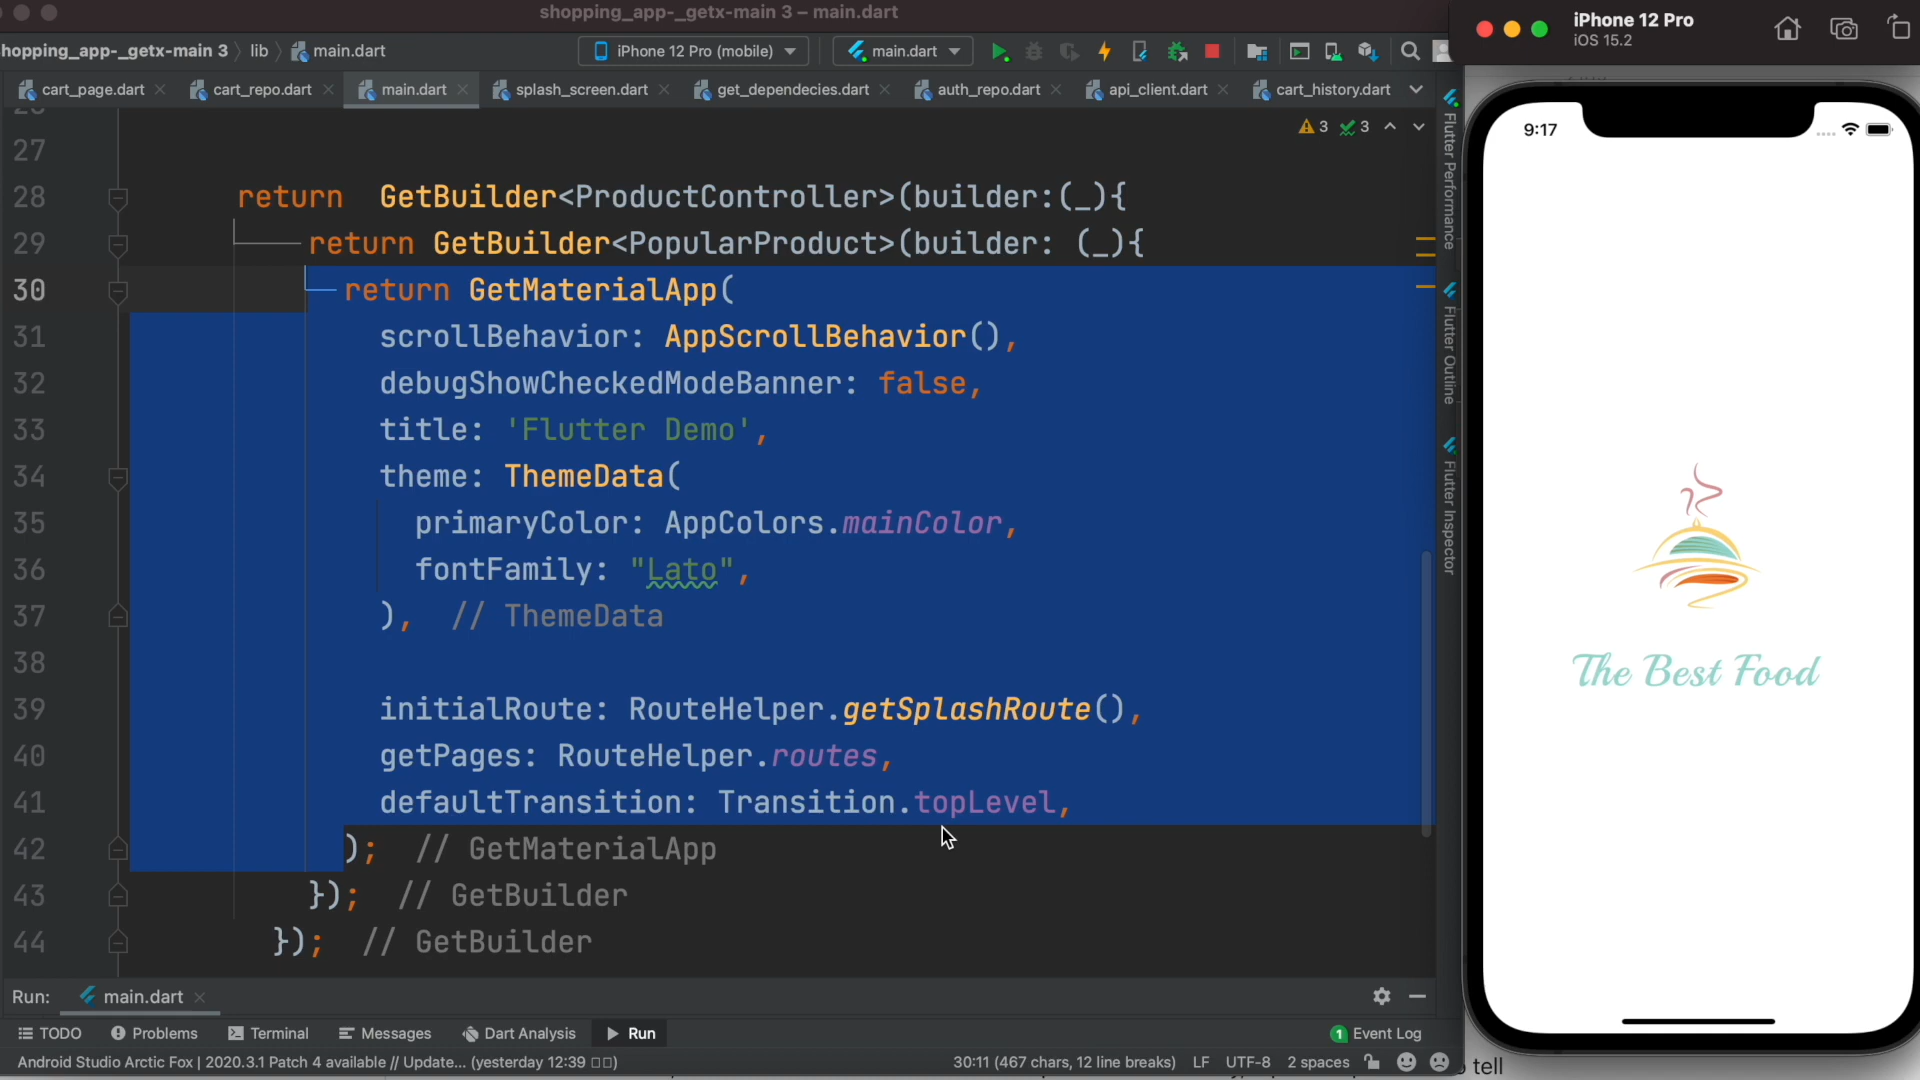 shopping_app-_getx-main 3 – main.dart
hopping_app-_getx-main 3 lib main.dart iPhone 12 Pro (mobile) main.dart
cart_page.dart cart_repo.dart main.dart splash_screen.dart get_dependecies.dart auth_repo.dart api_client.dart cart_history.dart
3 3
27
28 return GetBuilder<ProductController>(builder:(_){
29 return GetBuilder<PopularProduct>(builder: (_){
30 return GetMaterialApp(
31 scrollBehavior: AppScrollBehavior(),
32 debugShowCheckedModeBanner: false,
33 title: 'Flutter Demo',
34 theme: ThemeData(
35 primaryColor: AppColors.mainColor,
36 fontFamily: "Lato",
37 ), // ThemeData
38
39 initialRoute: RouteHelper.getSplashRoute(),
40 getPages: RouteHelper.routes,
41 defaultTransition: Transition.topLevel,
42 ); // GetMaterialApp
43 }); // GetBuilder
44 }); // GetBuilder
Run: main.dart
TODO Problems Terminal Messages Dart Analysis Run 1 Event Log
Android Studio Arctic Fox | 2020.3.1 Patch 4 available // Update... (yesterday 12:39) 30:11 (467 chars, 12 line breaks) LF UTF-8 2 spaces
Flutter Performance
Flutter Outline
Flutter Inspector
iPhone 12 Pro
iOS 15.2
9:17
The Best Food
tell